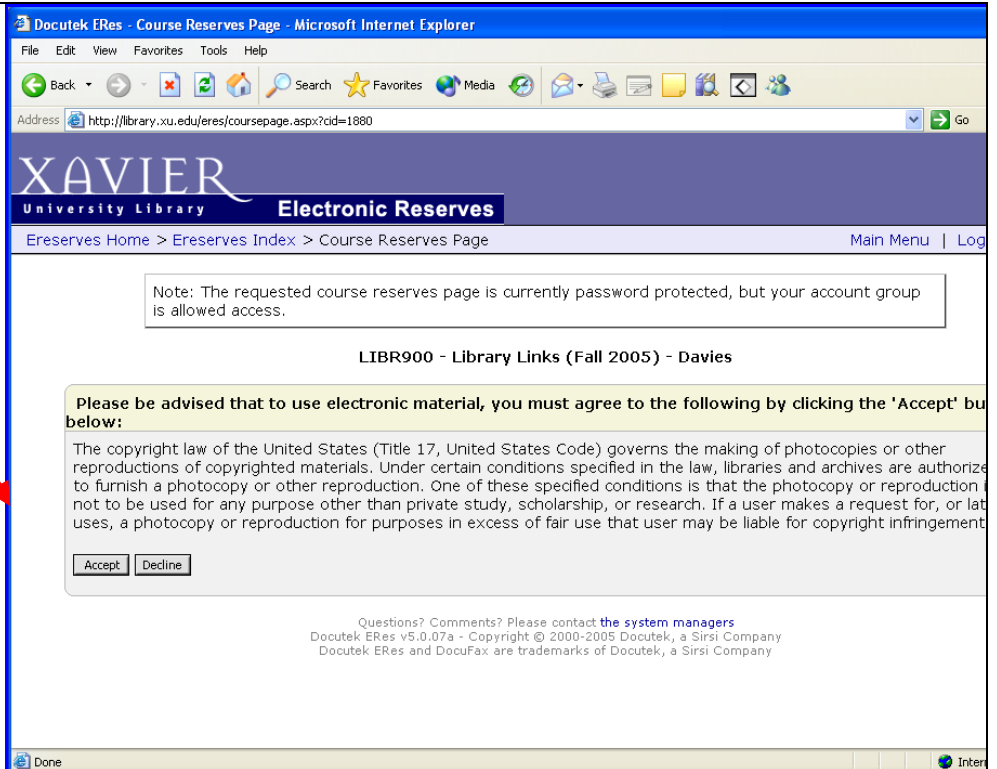 Docutek ERes - Course Reserves Page - Microsoft Internet Explorer
File Edit View Favorites Tools Help
Back Search Favorites Media
Address http://library.xu.edu/eres/coursepage.aspx?cid=1880 Go
XAVIER
University Library Electronic Reserves
Ereserves Home > Ereserves Index > Course Reserves Page Main Menu | Log
Note: The requested course reserves page is currently password protected, but your account group
is allowed access.
LIBR900 - Library Links (Fall 2005) - Davies
Please be advised that to use electronic material, you must agree to the following by clicking the 'Accept' bu
below:
The copyright law of the United States (Title 17, United States Code) governs the making of photocopies or other
reproductions of copyrighted materials. Under certain conditions specified in the law, libraries and archives are authorize
to furnish a photocopy or other reproduction. One of these specified conditions is that the photocopy or reproduction i
not to be used for any purpose other than private study, scholarship, or research. If a user makes a request for, or lat
uses, a photocopy or reproduction for purposes in excess of fair use that user may be liable for copyright infringement
Accept Decline
Questions? Comments? Please contact the system managers
Docutek ERes v5.0.07a - Copyright © 2000-2005 Docutek, a Sirsi Company
Docutek ERes and DocuFax are trademarks of Docutek, a Sirsi Company
Done Inter